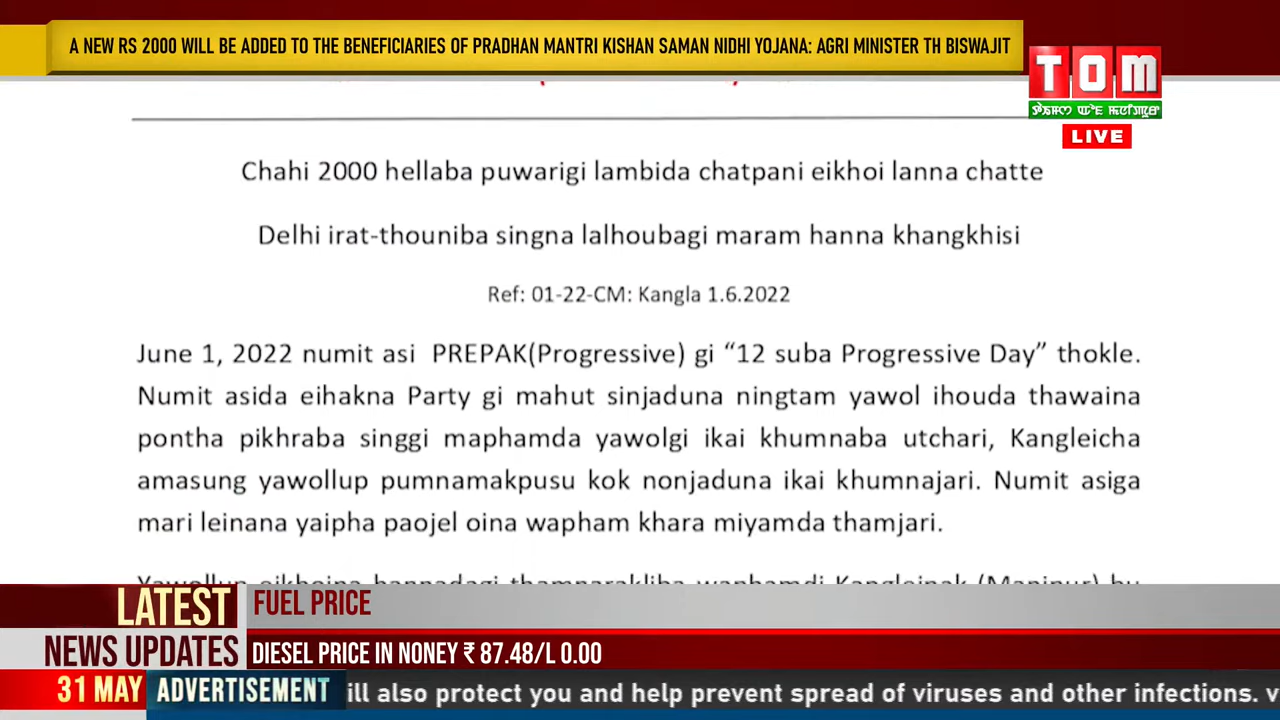 A NEW RS 2000 WILL BE ADDED TO THE BENEFICIARIES OF PRADHAN MANTRI KISHAN SAMAN NIDHI YOJANA: AGRI MINISTER TH BISWAJIT
TOM
LIVE
Chahi 2000 hellaba puwarigi lambida chatpani eikhoi lanna chatte
Delhi irat-thouniba singna lalhoubagi maram hanna khangkhisi
Ref: 01-22-CM: Kangla 1.6.2022
June 1, 2022 numit asi PREPAK(Progressive) gi “12 suba Progressive Day” thokle.
Numit asida eihakna Party gi mahut sinjaduna ningtam yawol ihouda thawaina
pontha pikhraba singgi maphamda yawolgi ikai khumnaba utchari, Kangleicha
amasung yawollup pumnamakpusu kok nonjaduna ikai khumnajari. Numit asiga
mari leinana yaipha paojel oina wapham khara miyamda thamjari.
LATEST
NEWS UPDATES
FUEL PRICE
DIESEL PRICE IN NONEY ₹ 87.48/L 0.00
31 MAY
ADVERTISEMENT
ill also protect you and help prevent spread of viruses and other infections. v